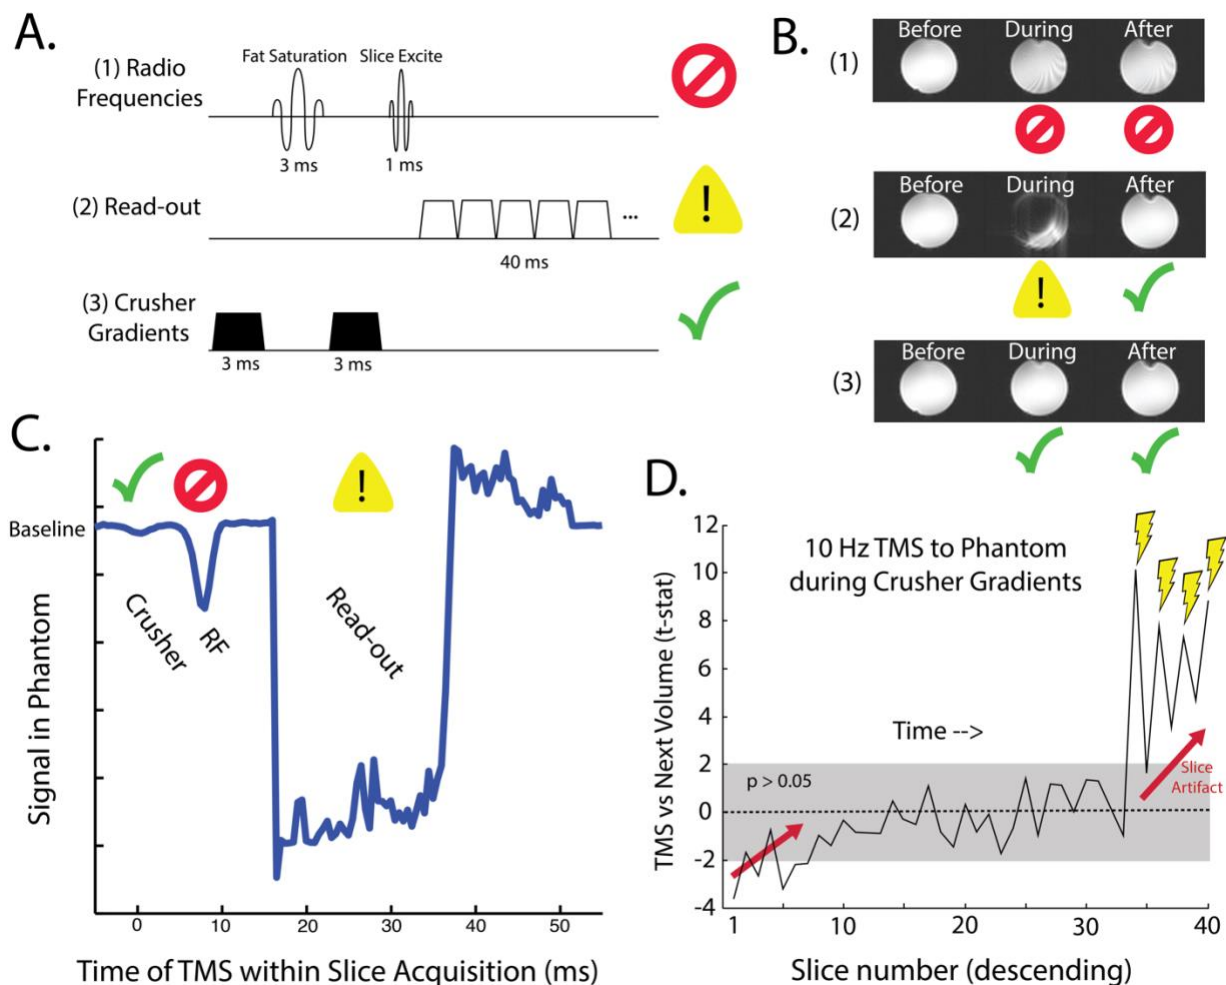 A.
(1) Radio
Frequencies
Fat Saturation
Slice Excite
3 ms
1 ms
(2) Read-out
...
!
40 ms
(3) Crusher
Gradients
3 ms
3 ms
B.
(1)
Before
During
After
(2)
Before
During
After
!
(3)
Before
During
After
C.
!
Baseline
Signal in Phantom
Crusher
RF
Read-out
0
10
20
30
40
50
Time of TMS within Slice Acquisition (ms)
D.
12
10
8
6
4
2
0
-2
-4
TMS vs Next Volume (t-stat)
10 Hz TMS to Phantom
during Crusher Gradients
Time -->
p > 0.05
Slice
Artifact
1
10
20
30
40
Slice number (descending)